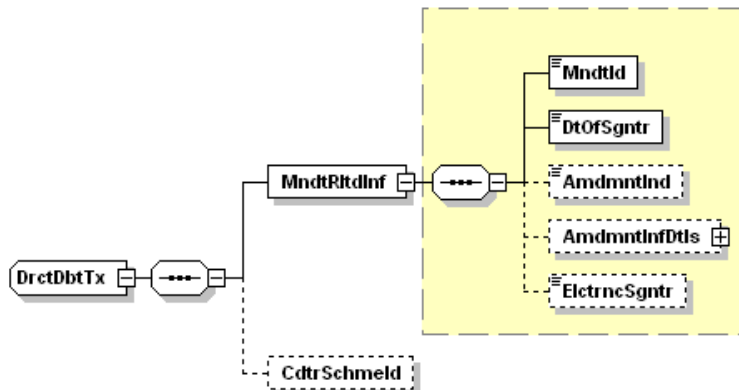 MndtId
DtOfSgntr
AmdmntInd
MndtRltdInf
AmdmntInfDtls
DrctDbtTx
ElctrncSgntr
CdtrSchmeId